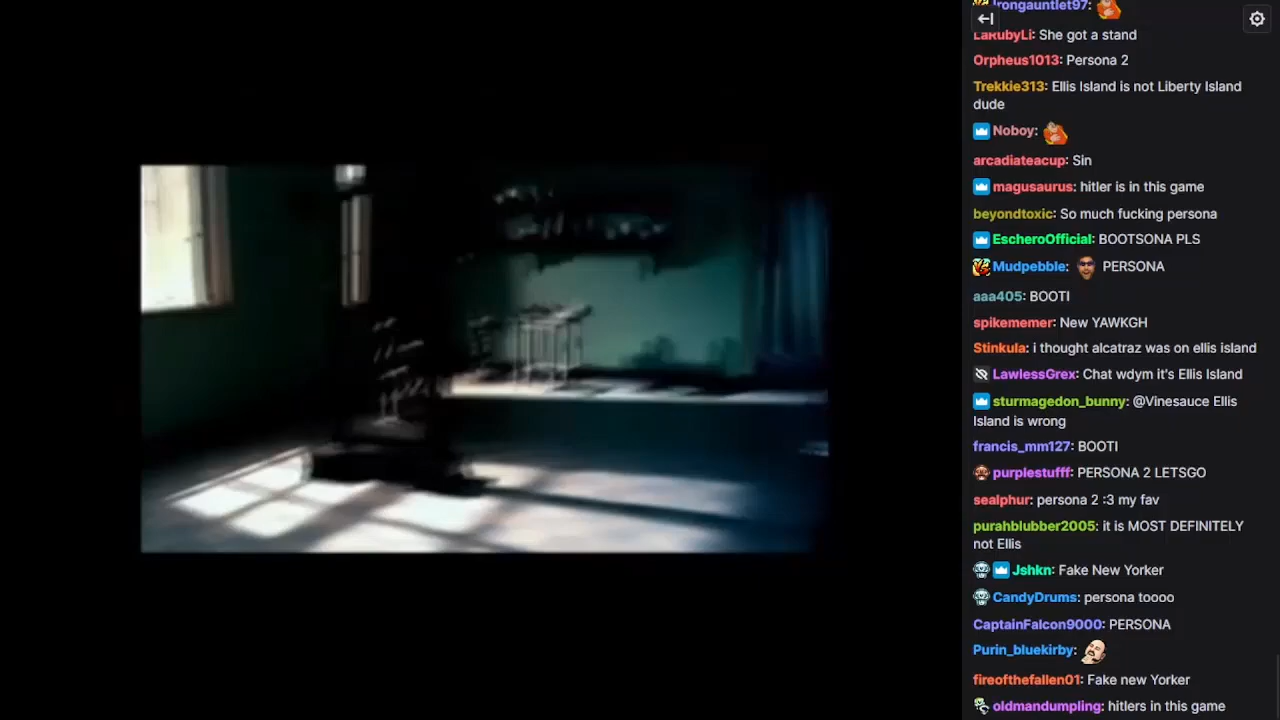 Irongauntlet97:
LaRubyLi: She got a stand
Orpheus1013: Persona 2
Trekkie313: Ellis Island is not Liberty Island
dude
Noboy:
arcadiateacup: Sin
magusaurus: hitler is in this game
beyondtoxic: So much fucking persona
EscheroOfficial: BOOTSONA PLS
Mudpebble: PERSONA
aaa405: BOOTI
spikememer: New YAWKGH
Stinkula: i thought alcatraz was on ellis island
LawlessGrex: Chat wdym it's Ellis Island
sturmagedon_bunny: @Vinesauce Ellis
Island is wrong
francis_mm127: BOOTI
purplestufff: PERSONA 2 LETSGO
sealphur: persona 2 :3 my fav
purahblubber2005: it is MOST DEFINITELY
not Ellis
Jshkn: Fake New Yorker
CandyDrums: persona toooo
CaptainFalcon9000: PERSONA
Purin_bluekirby:
fireofthefallen01: Fake new Yorker
oldmandumpling: hitlers in this game